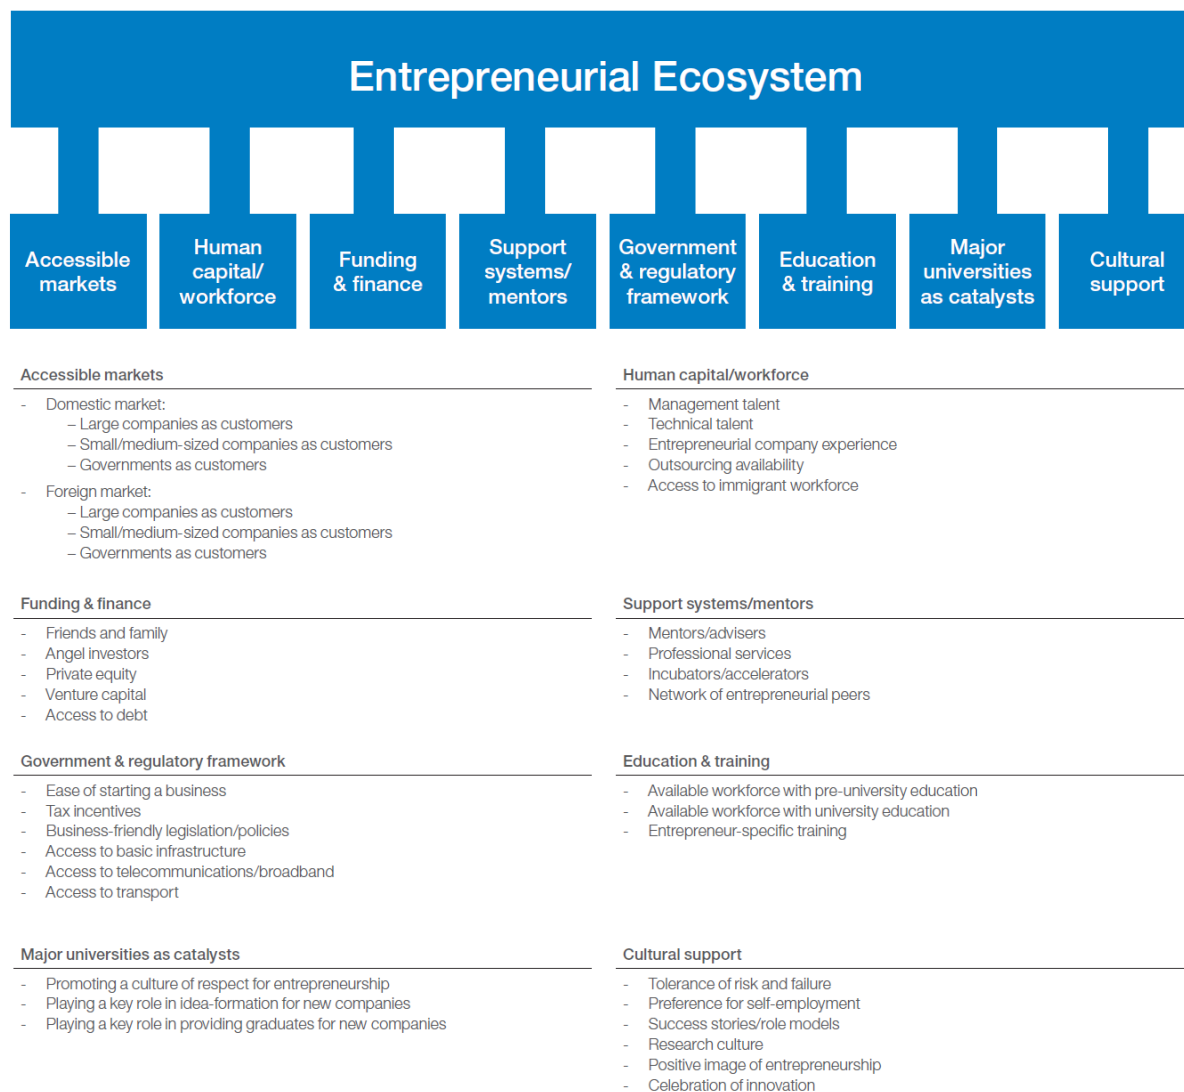 Entrepreneurial Ecosystem
Accessible
markets
Human
capital/
workforce
Funding
& finance
Support
systems/
mentors
Government
& regulatory
framework
Education
& training
Major
universities
as catalysts
Cultural
support
Accessible markets
- Domestic market:
– Large companies as customers
– Small/medium-sized companies as customers
– Governments as customers
- Foreign market:
– Large companies as customers
– Small/medium-sized companies as customers
– Governments as customers
Human capital/workforce
- Management talent
- Technical talent
- Entrepreneurial company experience
- Outsourcing availability
- Access to immigrant workforce
Funding & finance
- Friends and family
- Angel investors
- Private equity
- Venture capital
- Access to debt
Support systems/mentors
- Mentors/advisers
- Professional services
- Incubators/accelerators
- Network of entrepreneurial peers
Government & regulatory framework
- Ease of starting a business
- Tax incentives
- Business-friendly legislation/policies
- Access to basic infrastructure
- Access to telecommunications/broadband
- Access to transport
Education & training
- Available workforce with pre-university education
- Available workforce with university education
- Entrepreneur-specific training
Major universities as catalysts
- Promoting a culture of respect for entrepreneurship
- Playing a key role in idea-formation for new companies
- Playing a key role in providing graduates for new companies
Cultural support
- Tolerance of risk and failure
- Preference for self-employment
- Success stories/role models
- Research culture
- Positive image of entrepreneurship
- Celebration of innovation